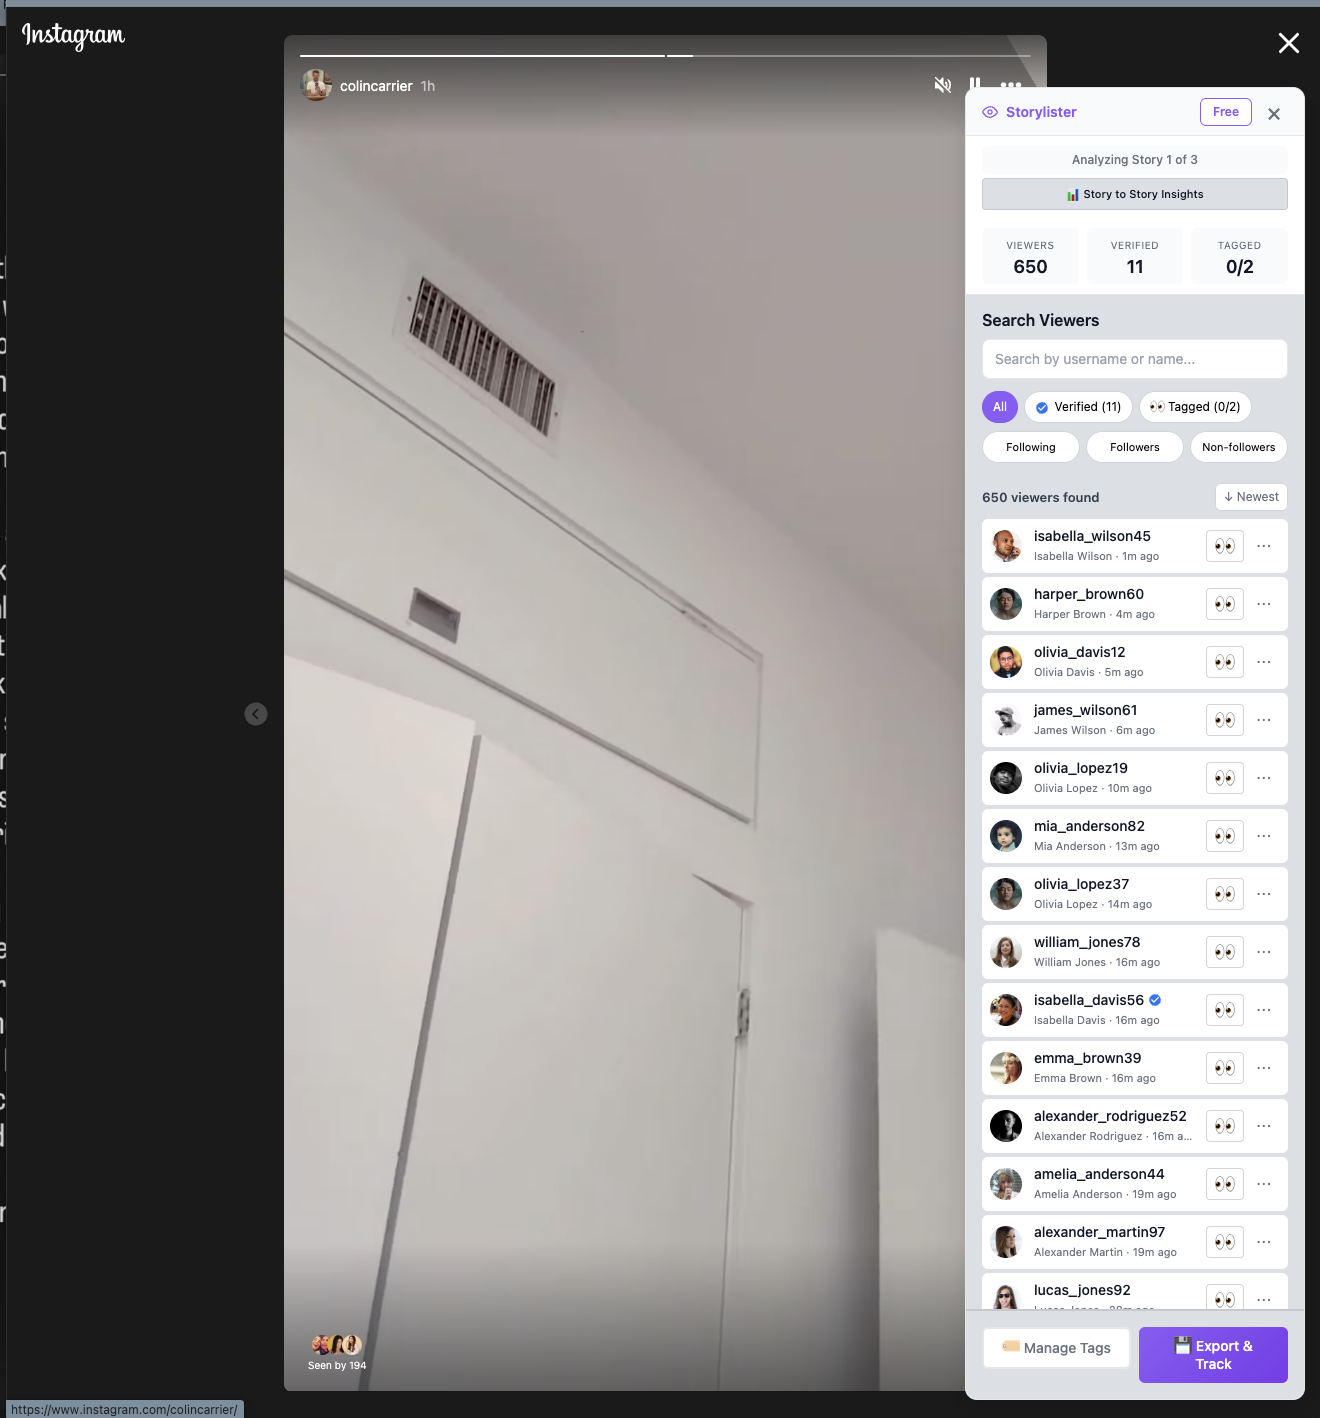 Instagram
colincarrier 1h
Storylister
Free
Analyzing Story 1 of 3
Story to Story Insights
VIEWERS
650
VERIFIED
11
TAGGED
0/2
Search Viewers
Search by username or name...
All
Verified (11)
Tagged (0/2)
Following
Followers
Non-followers
650 viewers found
↓ Newest
isabella_wilson45
Isabella Wilson · 1m ago
harper_brown60
Harper Brown · 4m ago
olivia_davis12
Olivia Davis · 5m ago
james_wilson61
James Wilson · 6m ago
olivia_lopez19
Olivia Lopez · 10m ago
mia_anderson82
Mia Anderson · 13m ago
olivia_lopez37
Olivia Lopez · 14m ago
william_jones78
William Jones · 16m ago
isabella_davis56
Isabella Davis · 16m ago
emma_brown39
Emma Brown · 16m ago
alexander_rodriguez52
Alexander Rodriguez · 16m a...
amelia_anderson44
Amelia Anderson · 19m ago
alexander_martin97
Alexander Martin · 19m ago
lucas_jones92
Manage Tags
Export &
Track
Seen by 194
https://www.instagram.com/colincarrier/